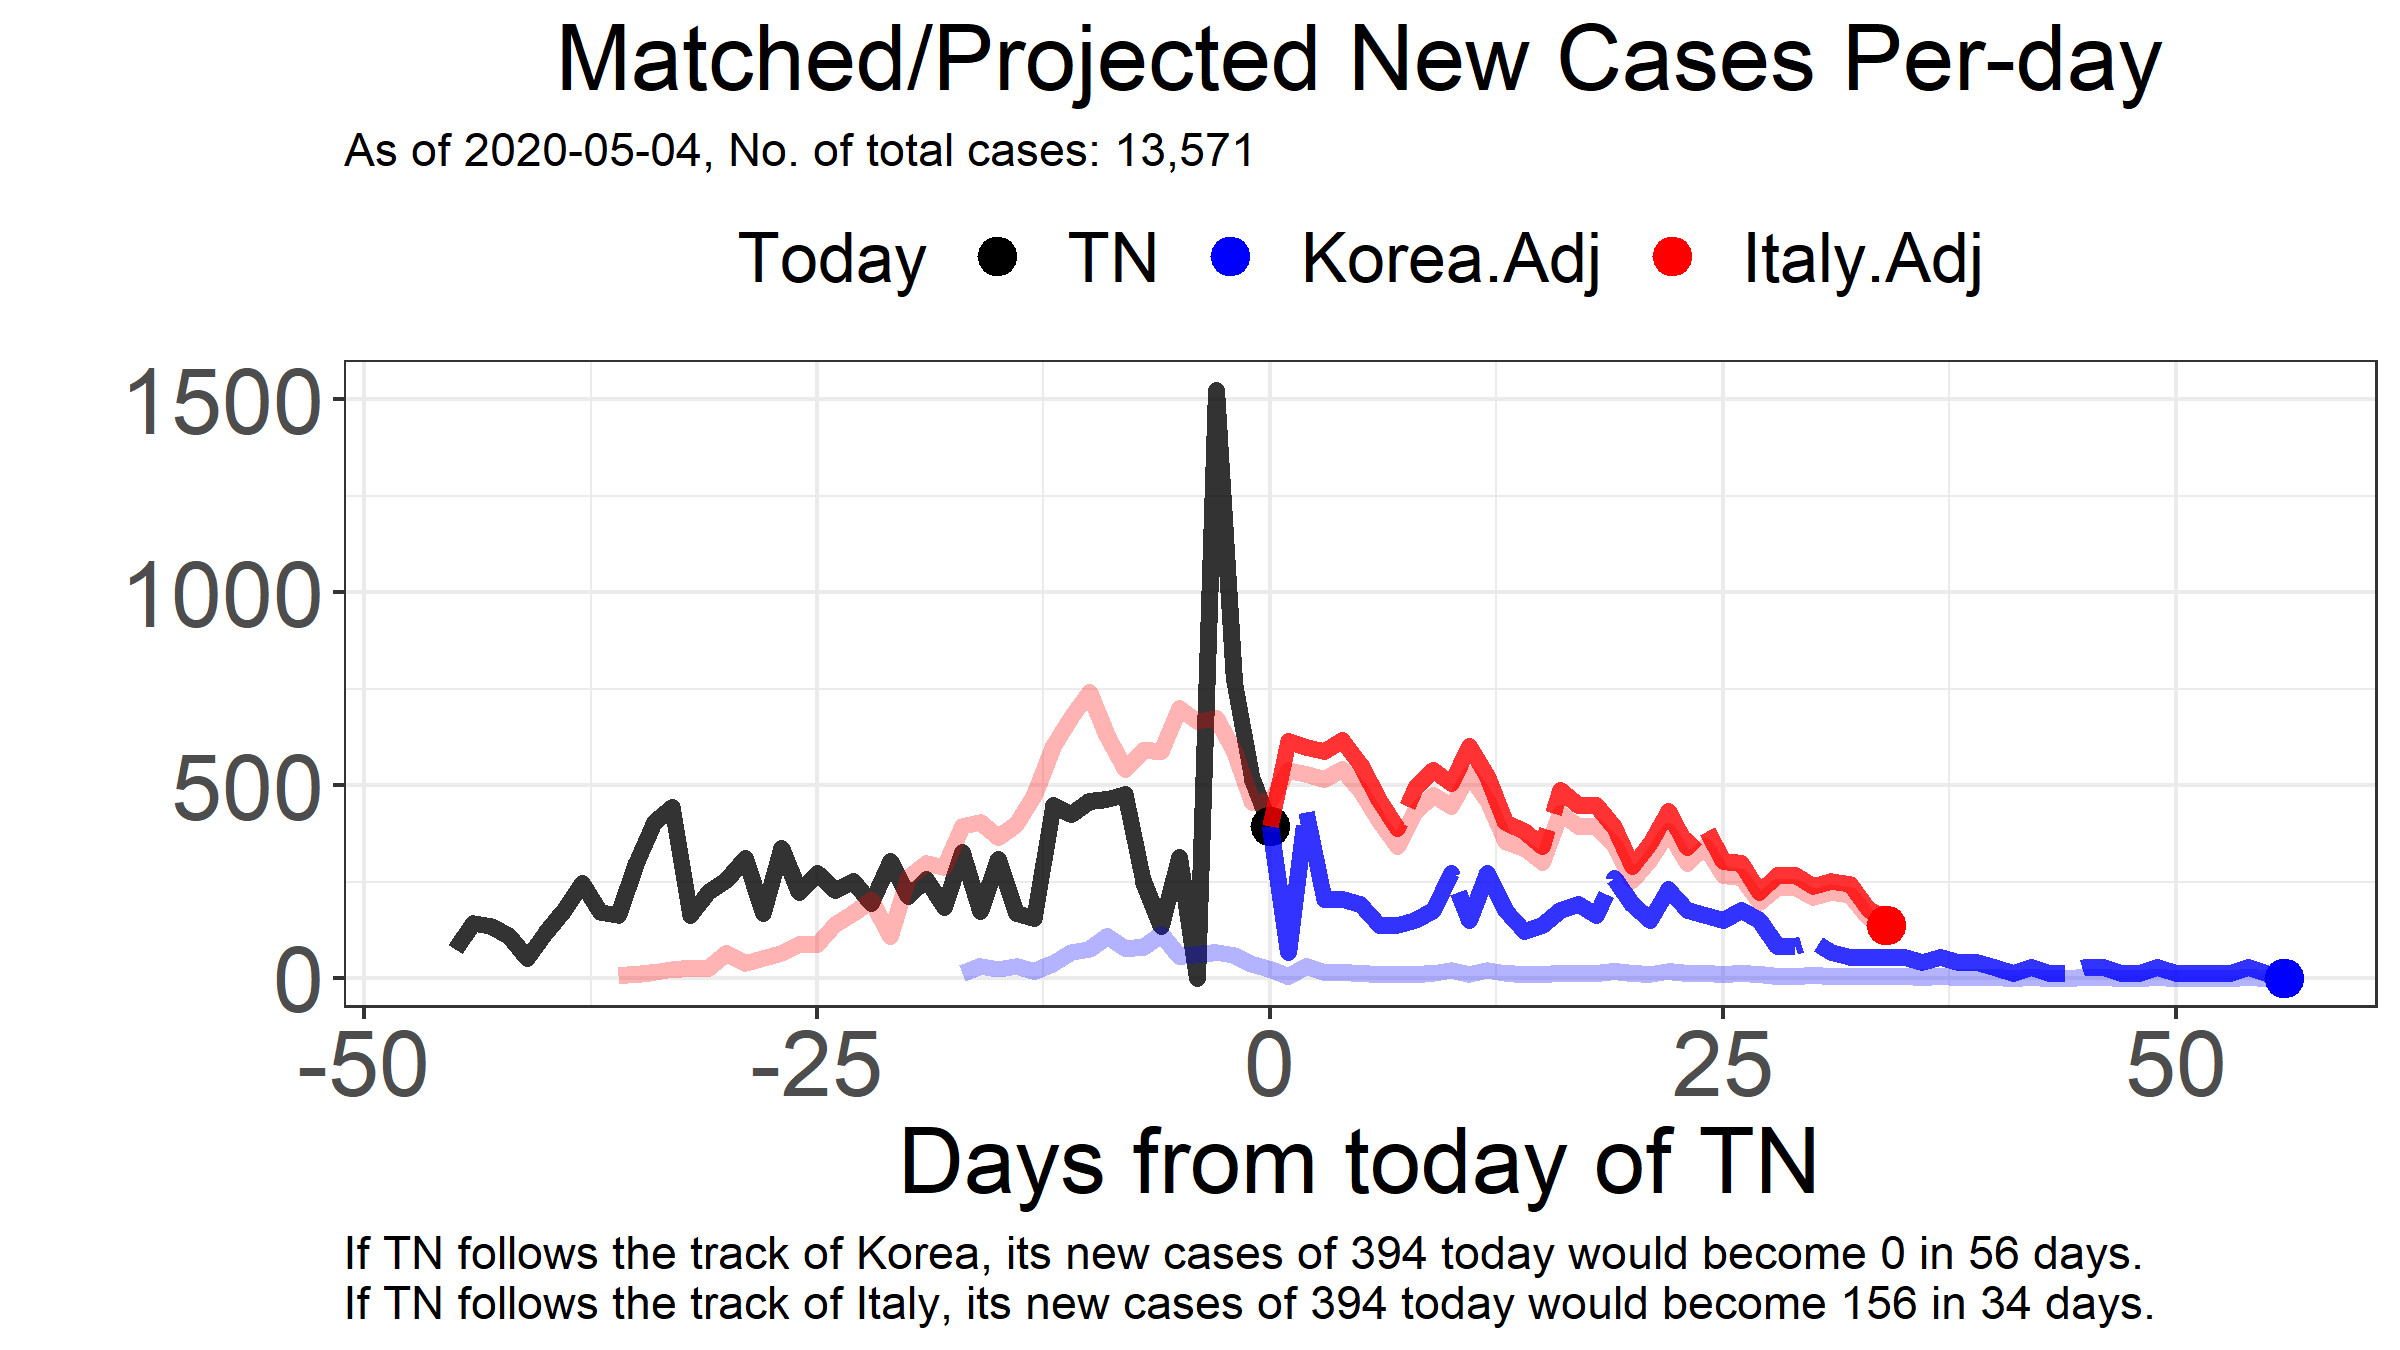 Matched/Projected New Cases Per-day
As of 2020-05-04, No. of total cases: 13,571
Today TN Korea.Adj Italy.Adj
1500
1000
500
0
-50 -25 0 25 50
Days from today of TN
If TN follows the track of Korea, its new cases of 394 today would become 0 in 56 days.
If TN follows the track of Italy, its new cases of 394 today would become 156 in 34 days.